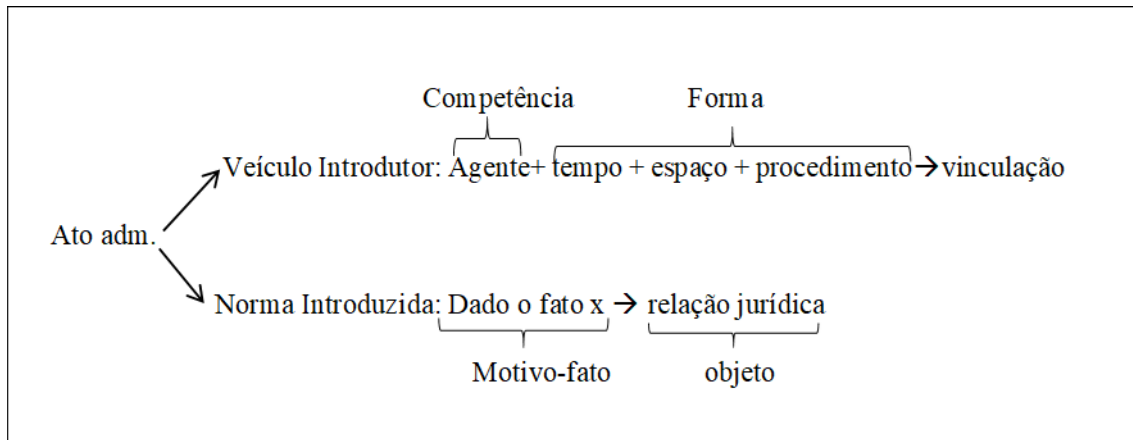 Competência Forma
Veículo Introdutor: Agente+ tempo + espaço + procedimento → vinculação
Ato adm.
Norma Introduzida: Dado o fato x → relação jurídica
Motivo-fato objeto